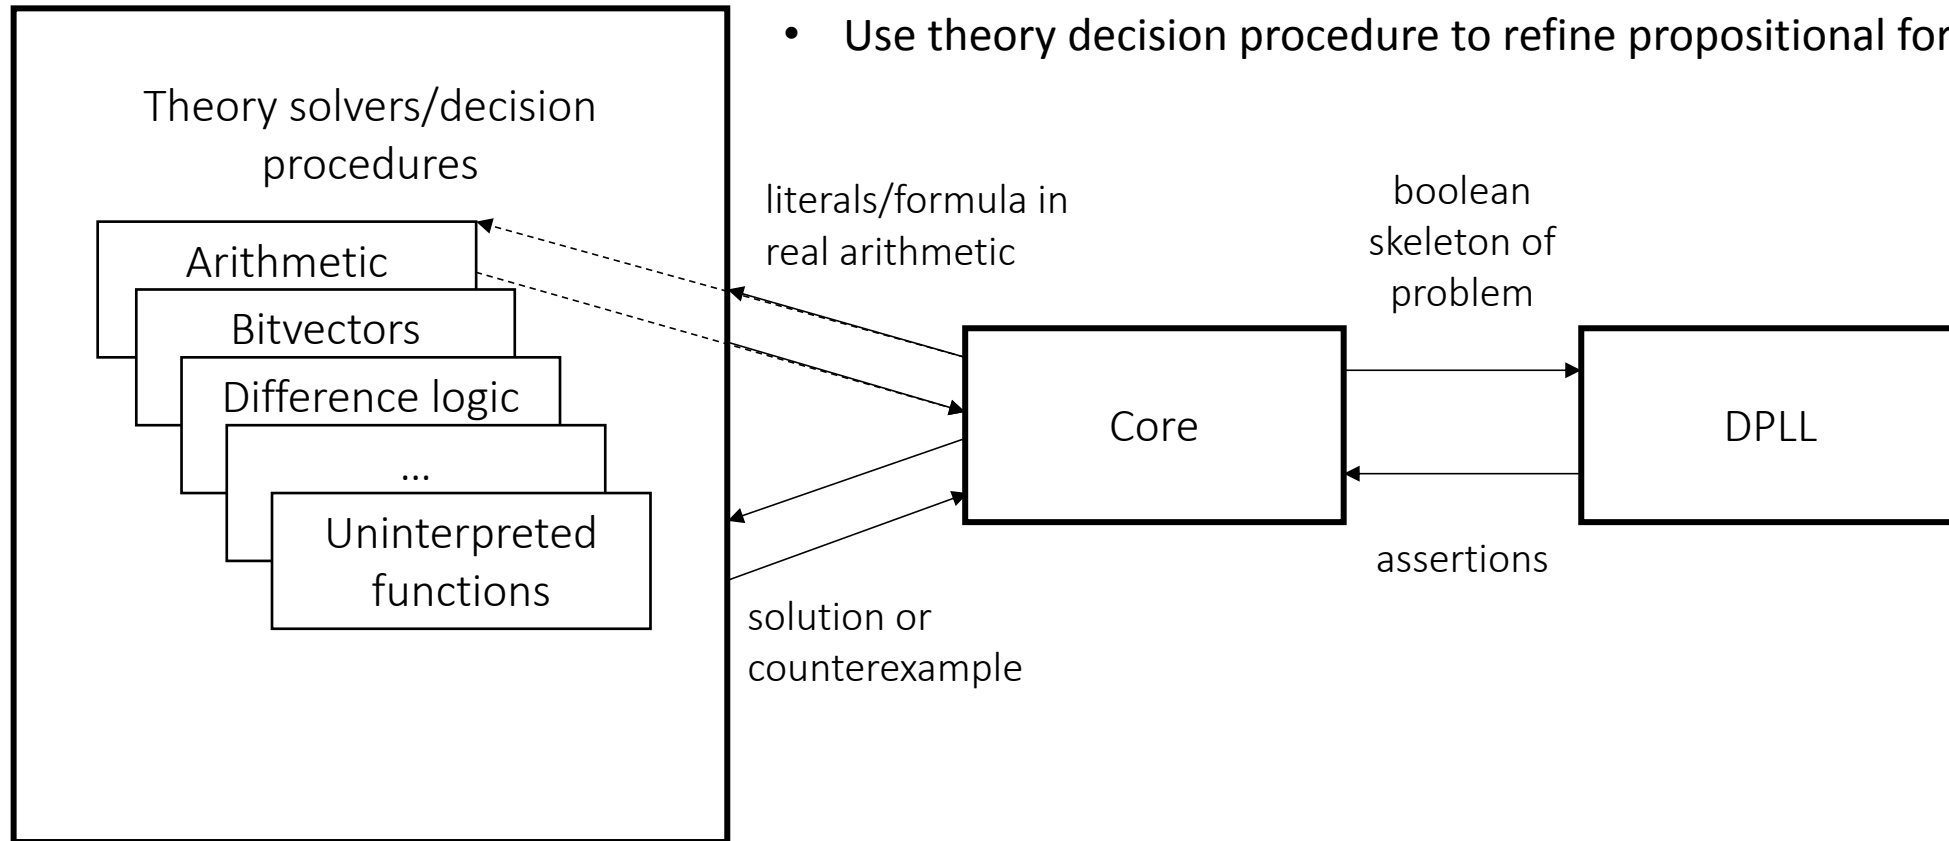 • Use theory decision procedure to refine propositional for
Theory solvers/decision
procedures
Arithmetic
Bitvectors
Difference logic
...
Uninterpreted
functions
literals/formula in
real arithmetic
solution or
counterexample
Core
boolean
skeleton of
problem
assertions
DPLL